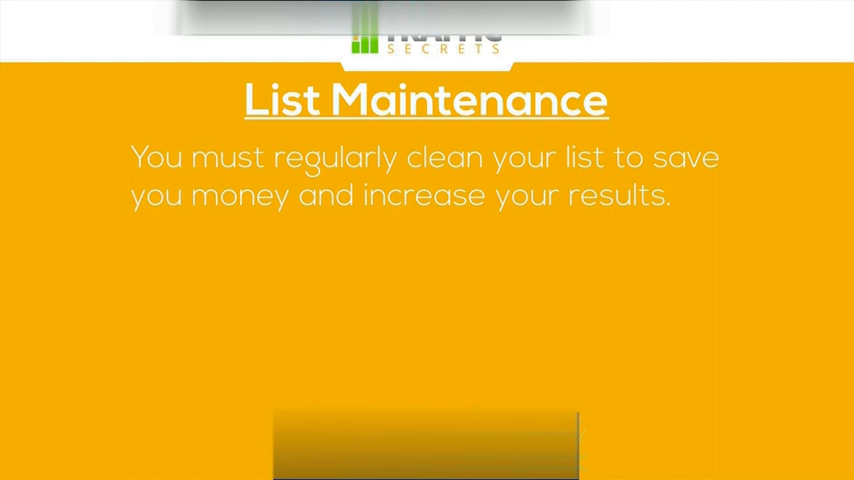 SECRETS
List Maintenance
You must regularly clean your list to save
you money and increase your results.